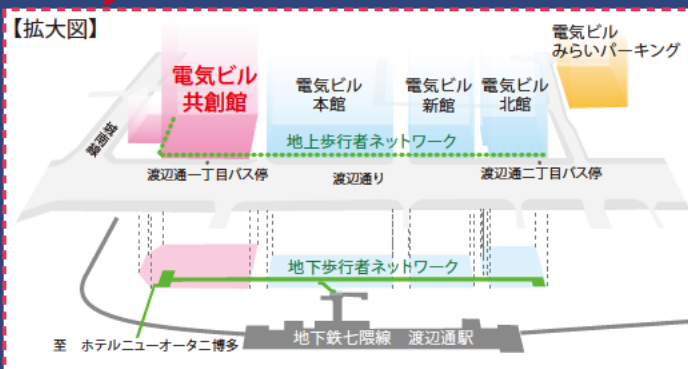 【拡大図】
電気ビル
みらいパーキング
電気ビル
共創館
電気ビル
本館
電気ビル
新館
電気ビル
北館
城南線
地上歩行者ネットワーク
渡辺通一丁目バス停
渡辺通り
渡辺通二丁目バス停
地下歩行者ネットワーク
地下鉄七隈線 渡辺通駅
至 ホテルニューオータニ博多